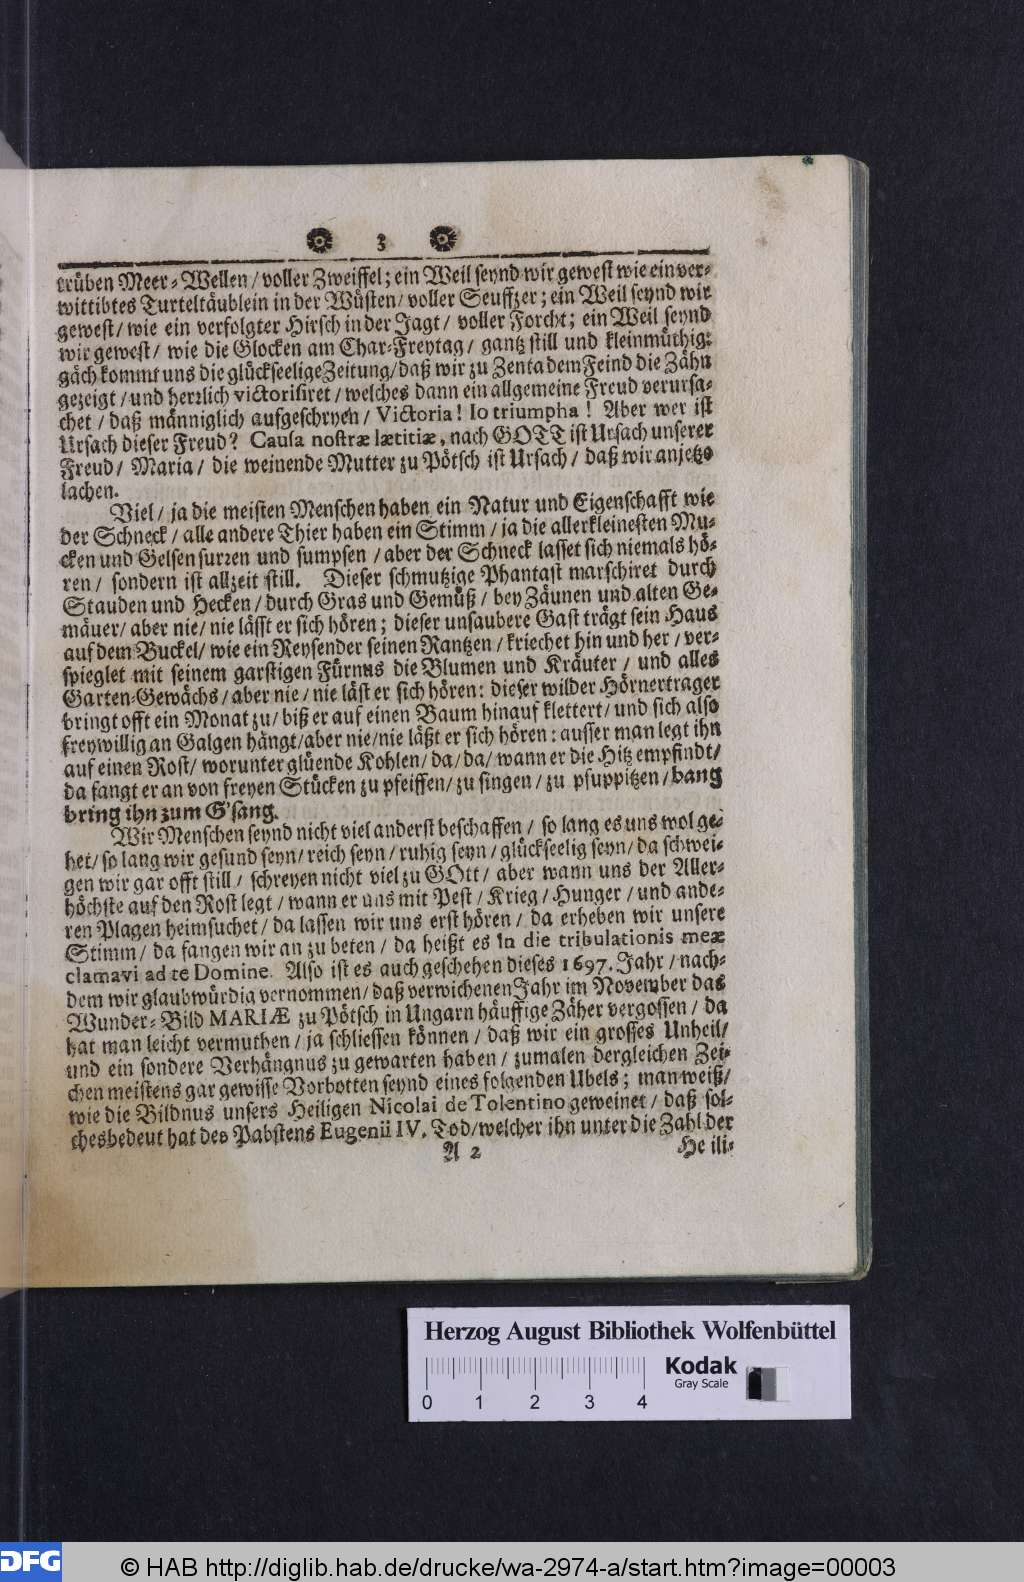 3
trüben Meer-Wellen/ voller Zweiffel; ein Weil seynd wir gewest wie ein ver-
wittibtes Turteltäublein in der Wüsten/ voller Seuffzer; ein Weil seynd wir
gewest/ wie ein verfolgter Hirsch in der Jagt/ voller Forcht; ein Weil seynd
wir gewest/ wie die Glocken am Char-Freytag/ gantz still und kleinmüthig:
gäch kommt uns die glückseelige Zeitung/ daß wir zu Zenta dem Feind die Zähn
gezeigt/ und herrlich victorisiret/ welches dann ein allgemeine Freud verursa-
chet/ daß männiglich aufgeschryen/ Victoria! Io triumpha! Aber wer ist
Ursach dieser Freud? Causa nostræ lætitiæ, nach GOTT ist Ursach unserer
Freud/ Maria/ die weinende Mutter zu Pötsch ist Ursach/ daß wir anjetzo
lachen.
Viel/ ja die meisten Menschen haben ein Natur und Eigenschafft wie
der Schneck/ alle andere Thier haben ein Stimm/ ja die allerkleinesten Mu-
cken und Gelsen surzen und sumpsen/ aber der Schneck lasset sich niemals hö-
ren/ sondern ist allzeit still. Dieser schmutzige Phantast marschiret durch
Stauden und Hecken/ durch Gras und Gemüß/ bey Zäunen und alten Ge-
mäuer/ aber nie/ nie lässt er sich hören; dieser unsaubere Gast trägt sein Haus
auf dem Buckel/ wie ein Reysender seinen Rantzen/ kriechet hin und her/ ver-
spieglet mit seinem garstigen Fürnus die Blumen und Kräuter/ und alles
Garten-Gewächs/ aber nie/ nie läst er sich hören: dieser wilder Hörnertrager
bringt offt ein Monat zu/ biß er auf einen Baum hinauf klettert/ und sich also
freywillig an Galgen hängt/ aber nie/ nie läßt er sich hören: ausser man legt ihn
auf einen Rost/ worunter glüende Kohlen/ da/ da/ wann er die Hitz empfindt/
da fangt er an von freyen Stücken zu pfeiffen/ zu singen/ zu psuppitzen/ bang
bring ihn zum G'sang.
Wir Menschen seynd nicht viel anderst beschaffen/ so lang es uns wol ge-
het/ so lang wir gesund seyn/ reich seyn/ ruhig seyn/ glückseelig seyn/ da schwei-
gen wir gar offt still/ schreyen nicht viel zu GOtt/ aber wann uns der Aller-
höchste auf den Rost legt/ wann er uns mit Pest/ Krieg/ Hunger/ und ande-
ren Plagen heimsuchet/ da lassen wir uns erst hören/ da erheben wir unsere
Stimm/ da fangen wir an zu beten/ da heißt es In die tribulationis meæ
clamavi ad te Domine. Also ist es auch geschehen dieses 1697. Jahr/ nach-
dem wir glaubwürdig vernommen/ daß verwichenen Jahr im November das
Wunder-Bild MARIÆ zu Pötsch in Ungarn häuffige Zäher vergossen/ da
hat man leicht vermuthen/ ja schliessen können/ daß wir ein grosses Unheil/
und ein sondere Verhängnus zu gewarten haben/ zumalen dergleichen Zei-
chen meistens gar gewisse Vorbotten seynd eines folgenden Ubels; man weiß/
wie die Bildnus unsers Heiligen Nicolai de Tolentino geweinet/ daß sol-
ches bedeut hat des Pabstens Eugenii IV. Tod/ welcher ihn unter die Zahl der
A 2 Heili-
Herzog August Bibliothek Wolfenbüttel
Kodak
Gray Scale
0 1 2 3 4
DFG
© HAB http://diglib.hab.de/drucke/wa-2974-a/start.htm?image=00003